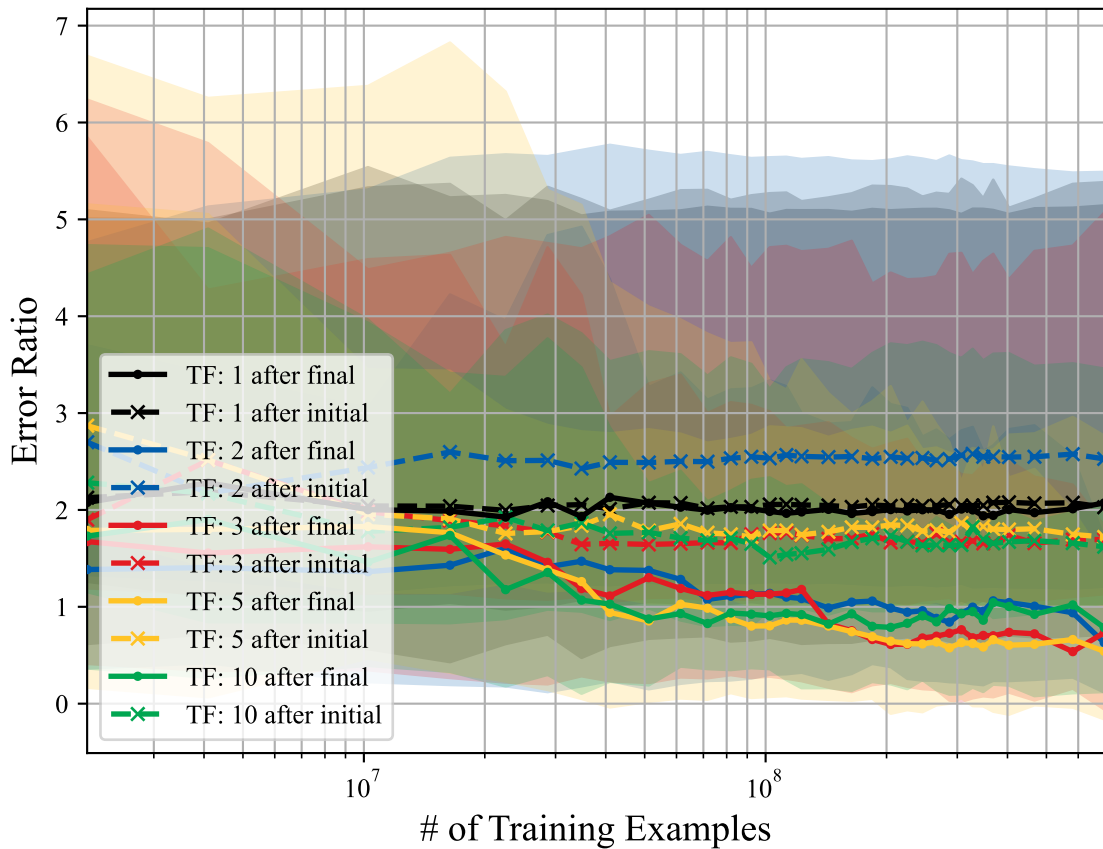 7
6
5
4
3
2
1
0
Error Ratio
TF: 1 after final
TF: 1 after initial
TF: 2 after final
TF: 2 after initial
TF: 3 after final
TF: 3 after initial
TF: 5 after final
TF: 5 after initial
TF: 10 after final
TF: 10 after initial
10⁷
10⁸
# of Training Examples